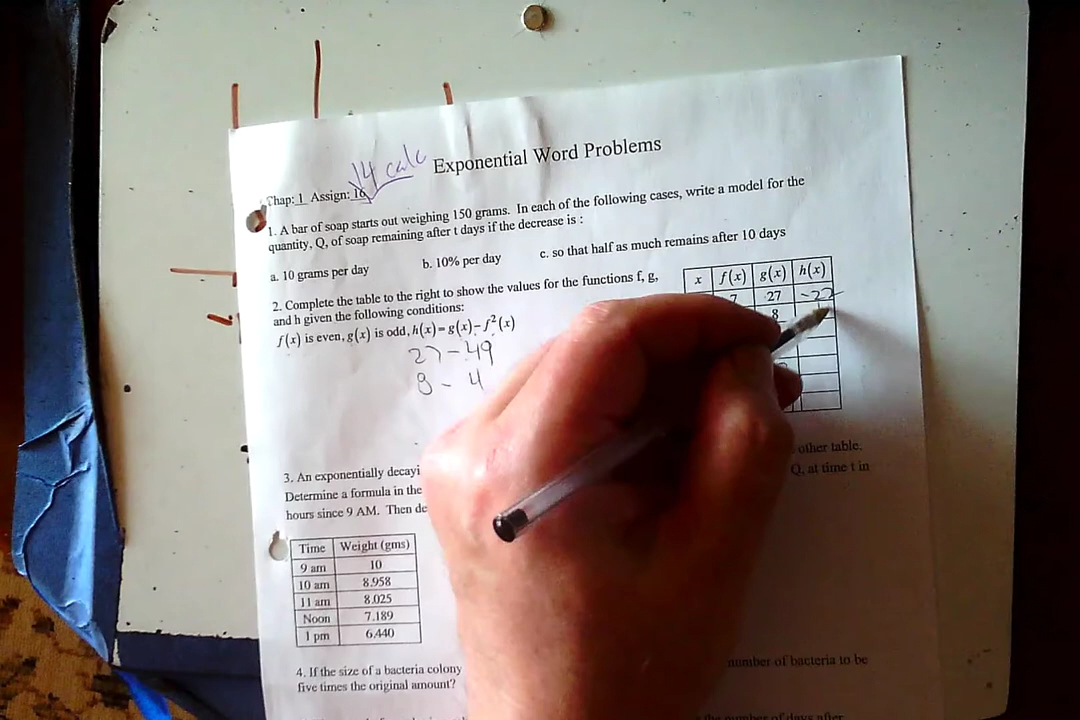 14 calc
Exponential Word Problems
Chap: 1 Assign: 16
1. A bar of soap starts out weighing 150 grams. In each of the following cases, write a model for the
quantity, Q, of soap remaining after t days if the decrease is :
a. 10 grams per day b. 10% per day c. so that half as much remains after 10 days
2. Complete the table to the right to show the values for the functions f, g,
and h given the following conditions:
f(x) is even, g(x) is odd, h(x) = g(x) – f²(x)
27 - 49
8 - 4
x f(x) g(x) h(x)
7 27 -22
8
3. An exponentially decayi
other table.
Determine a formula in the
Q, at time t in
hours since 9 AM. Then de
Time Weight (gms)
9 am 10
10 am 8.958
11 am 8.025
Noon 7.189
1 pm 6.440
4. If the size of a bacteria colony
number of bacteria to be
five times the original amount?
the number of days after